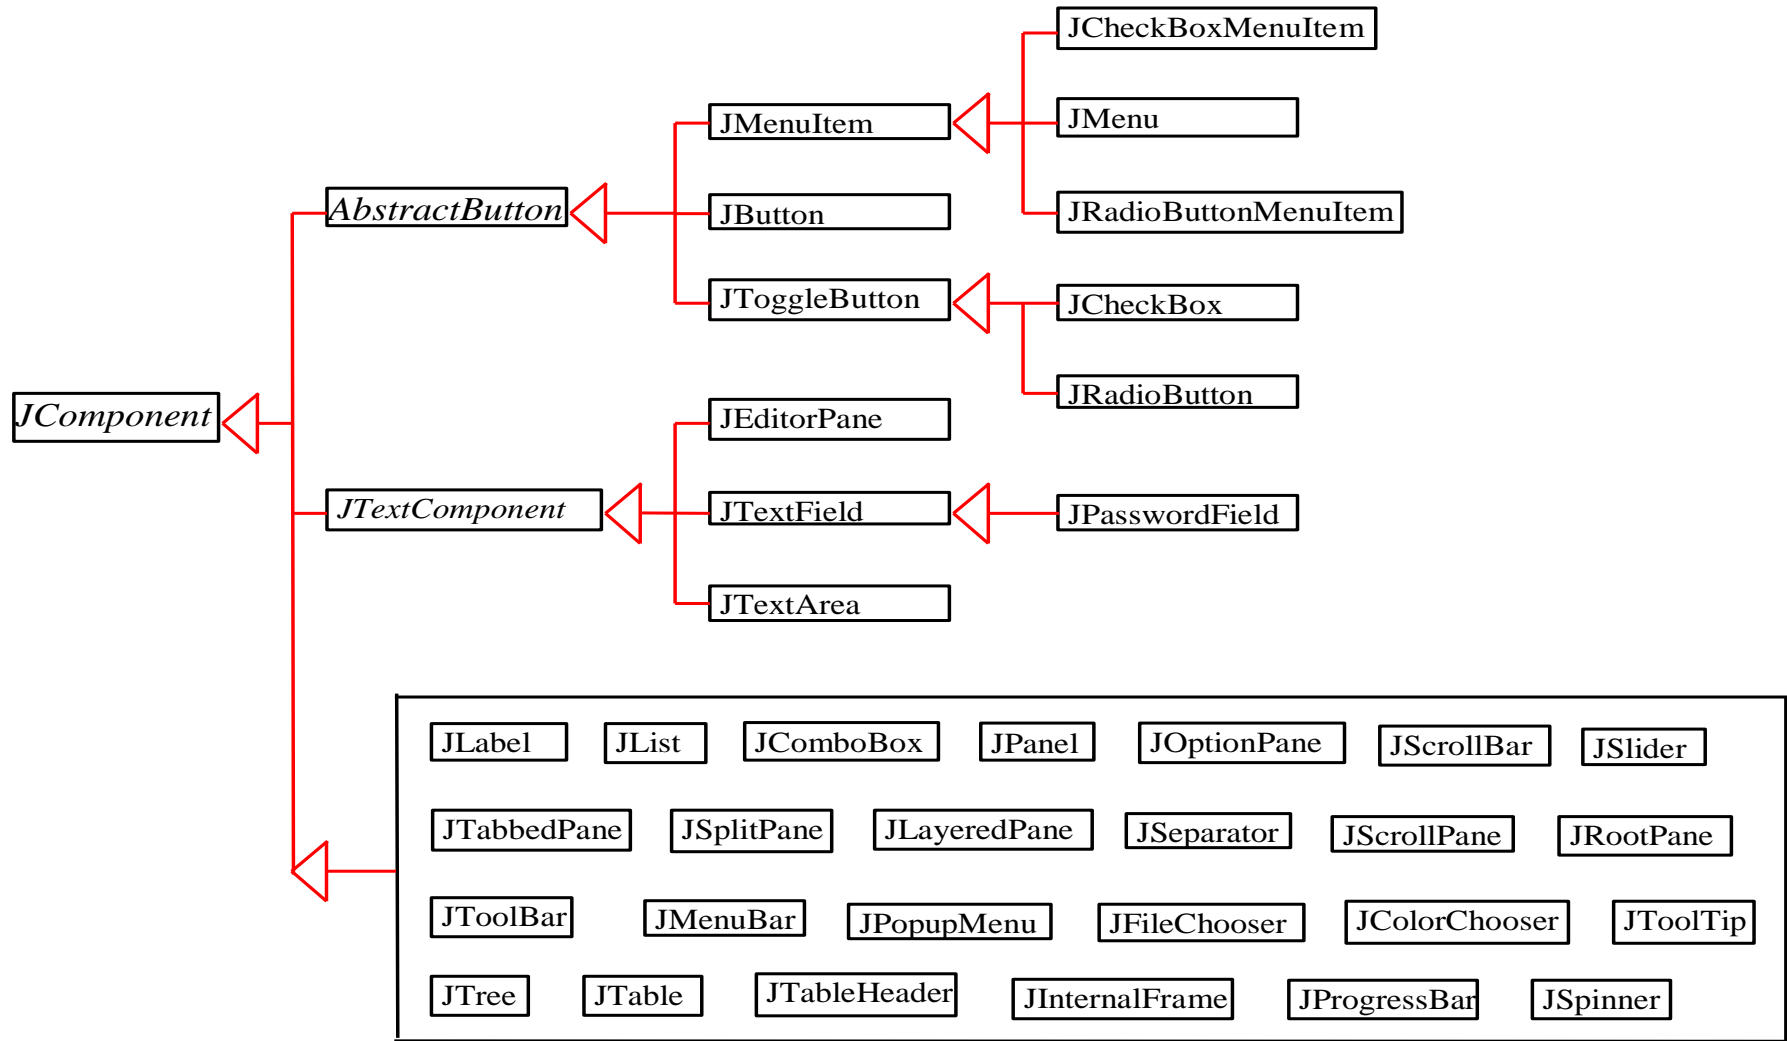 JCheckBoxMenuItem
JMenuItem
JMenu
AbstractButton
JButton
JRadioButtonMenuItem
JToggleButton
JCheckBox
JRadioButton
JComponent
JEditorPane
JTextComponent
JTextField
JPasswordField
JTextArea
JLabel JList JComboBox JPanel JOptionPane JScrollBar JSlider
JTabbedPane JSplitPane JLayeredPane JSeparator JScrollPane JRootPane
JToolBar JMenuBar JPopupMenu JFileChooser JColorChooser JToolTip
JTree JTable JTableHeader JInternalFrame JProgressBar JSpinner